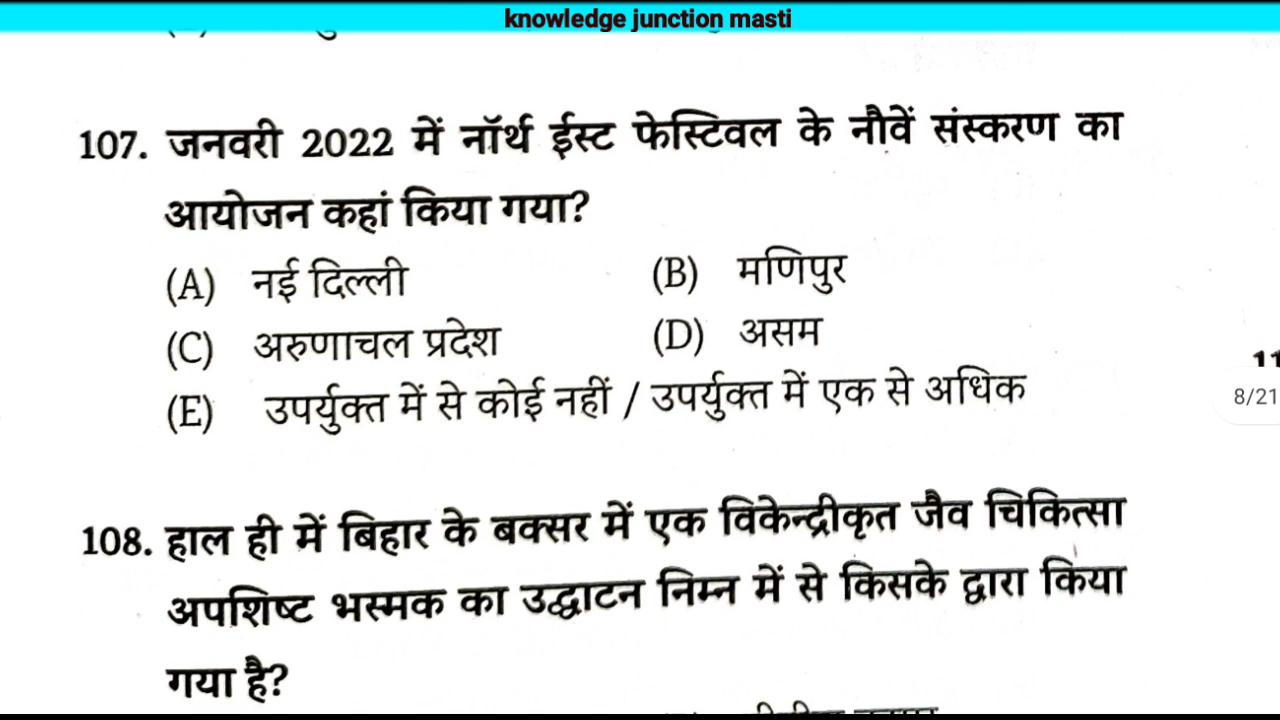 knowledge junction masti
107. जनवरी 2022 में नॉर्थ ईस्ट फेस्टिवल के नौवें संस्करण का
आयोजन कहां किया गया?
(A) नई दिल्ली (B) मणिपुर
(C) अरुणाचल प्रदेश (D) असम
11
(E) उपर्युक्त में से कोई नहीं / उपर्युक्त में एक से अधिक
8/21
108. हाल ही में बिहार के बक्सर में एक विकेन्द्रीकृत जैव चिकित्सा
अपशिष्ट भस्मक का उद्घाटन निम्न में से किसके द्वारा किया
गया है?